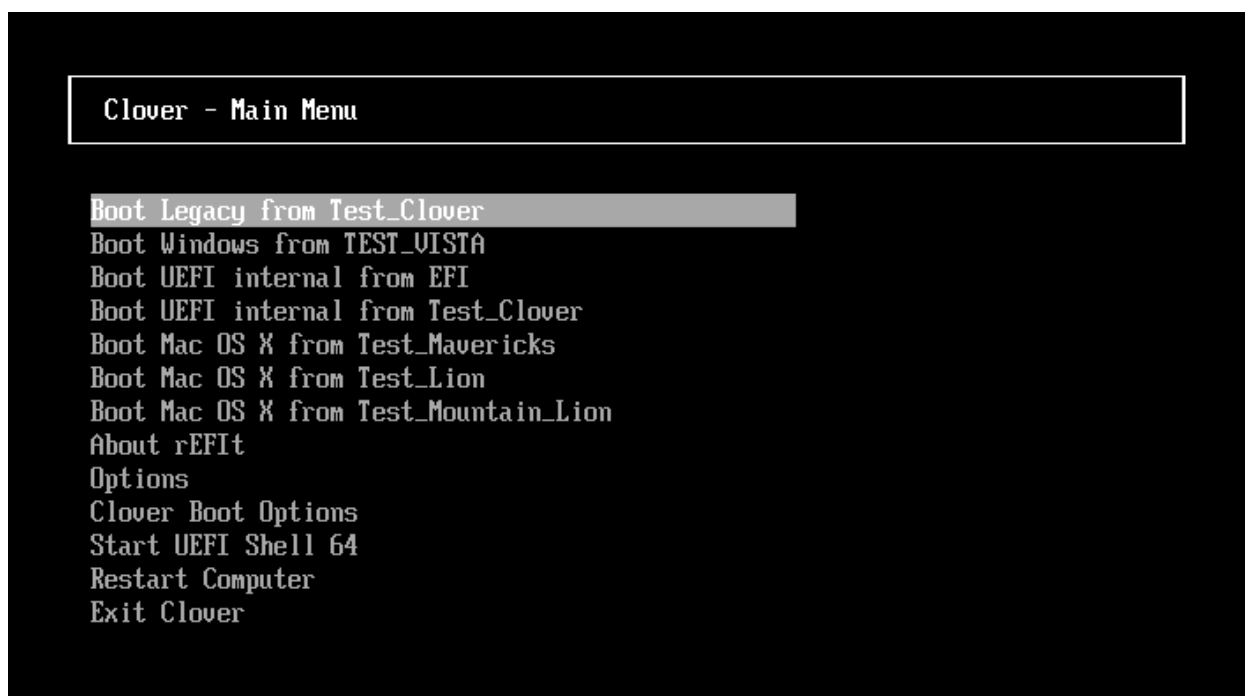 Clover - Main Menu
Boot Legacy from Test_Clover
Boot Windows from TEST_VISTA
Boot UEFI internal from EFI
Boot UEFI internal from Test_Clover
Boot Mac OS X from Test_Mavericks
Boot Mac OS X from Test_Lion
Boot Mac OS X from Test_Mountain_Lion
About rEFIt
Options
Clover Boot Options
Start UEFI Shell 64
Restart Computer
Exit Clover